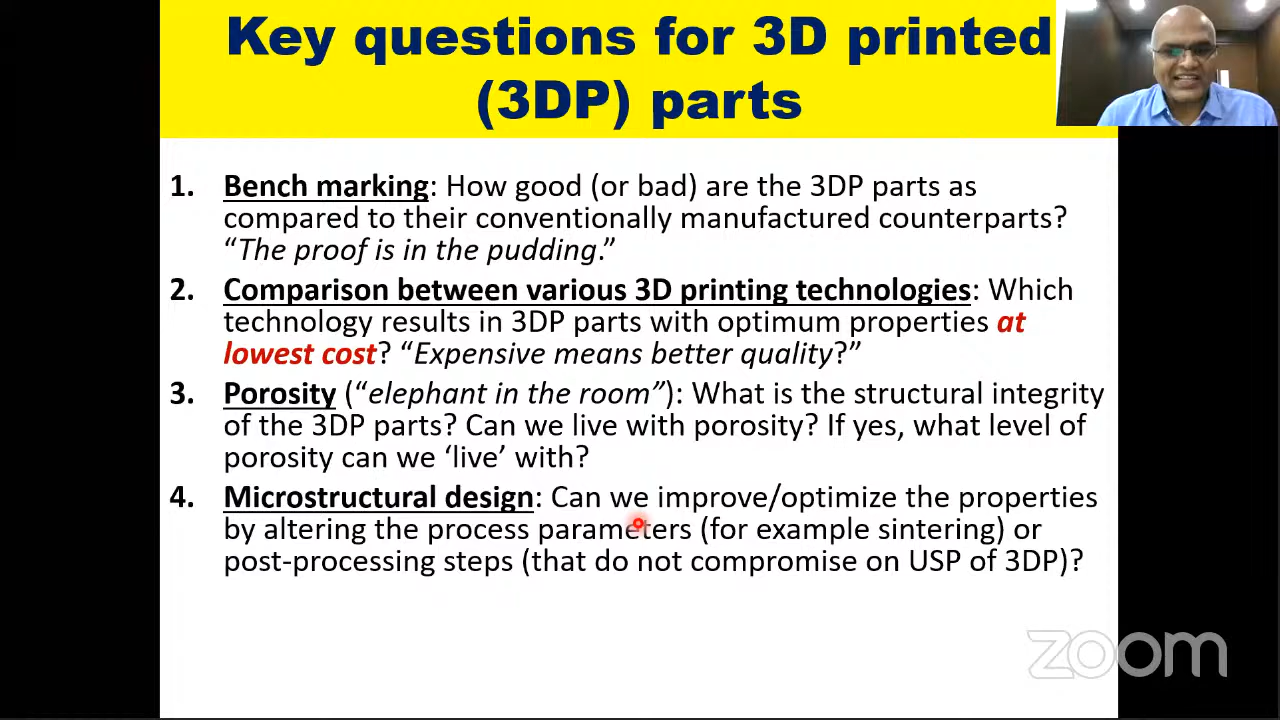 Key questions for 3D printed
(3DP) parts
1. Bench marking: How good (or bad) are the 3DP parts as
compared to their conventionally manufactured counterparts?
“The proof is in the pudding.”
2. Comparison between various 3D printing technologies: Which
technology results in 3DP parts with optimum properties at
lowest cost? “Expensive means better quality?”
3. Porosity (“elephant in the room”): What is the structural integrity
of the 3DP parts? Can we live with porosity? If yes, what level of
porosity can we ‘live’ with?
4. Microstructural design: Can we improve/optimize the properties
by altering the process parameters (for example sintering) or
post-processing steps (that do not compromise on USP of 3DP)?
zoom